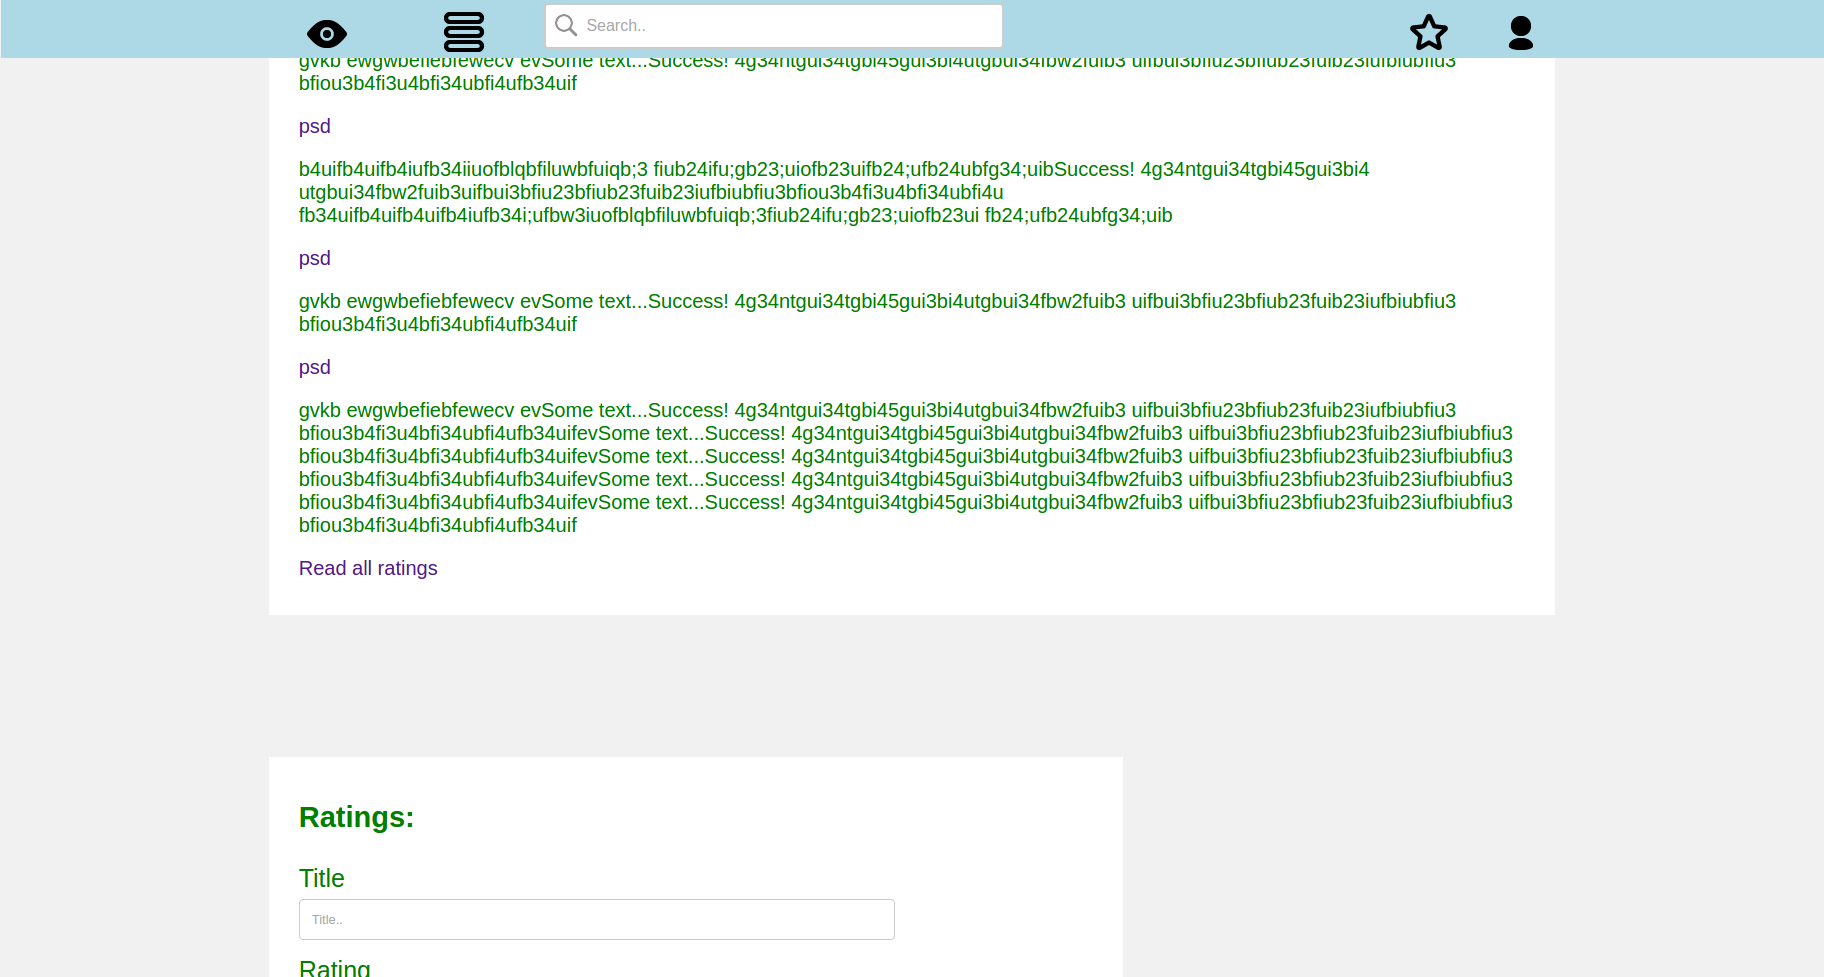 Search..
gvkb ewgwbefiebfewecv evSome text...Success! 4g34ntgui34tgbi45gui3bi4utgbui34fbw2fuib3 uifbui3bfiu23bfiub23fuib23iufbiubfiu3
bfiou3b4fi3u4bfi34ubfi4ufb34uif
psd
b4uifb4uifb4iufb34iiuofblqbfiluwbfuiqb;3 fiub24ifu;gb23;uiofb23uifb24;ufb24ubfg34;uibSuccess! 4g34ntgui34tgbi45gui3bi4
utgbui34fbw2fuib3uifbui3bfiu23bfiub23fuib23iufbiubfiu3bfiou3b4fi3u4bfi34ubfi4u
fb34uifb4uifb4uifb4iufb34i;ufbw3iuofblqbfiluwbfuiqb;3fiub24ifu;gb23;uiofb23ui fb24;ufb24ubfg34;uib
psd
gvkb ewgwbefiebfewecv evSome text...Success! 4g34ntgui34tgbi45gui3bi4utgbui34fbw2fuib3 uifbui3bfiu23bfiub23fuib23iufbiubfiu3
bfiou3b4fi3u4bfi34ubfi4ufb34uif
psd
gvkb ewgwbefiebfewecv evSome text...Success! 4g34ntgui34tgbi45gui3bi4utgbui34fbw2fuib3 uifbui3bfiu23bfiub23fuib23iufbiubfiu3
bfiou3b4fi3u4bfi34ubfi4ufb34uifevSome text...Success! 4g34ntgui34tgbi45gui3bi4utgbui34fbw2fuib3 uifbui3bfiu23bfiub23fuib23iufbiubfiu3
bfiou3b4fi3u4bfi34ubfi4ufb34uifevSome text...Success! 4g34ntgui34tgbi45gui3bi4utgbui34fbw2fuib3 uifbui3bfiu23bfiub23fuib23iufbiubfiu3
bfiou3b4fi3u4bfi34ubfi4ufb34uifevSome text...Success! 4g34ntgui34tgbi45gui3bi4utgbui34fbw2fuib3 uifbui3bfiu23bfiub23fuib23iufbiubfiu3
bfiou3b4fi3u4bfi34ubfi4ufb34uifevSome text...Success! 4g34ntgui34tgbi45gui3bi4utgbui34fbw2fuib3 uifbui3bfiu23bfiub23fuib23iufbiubfiu3
bfiou3b4fi3u4bfi34ubfi4ufb34uif
Read all ratings
Ratings:
Title
Title..
Rating